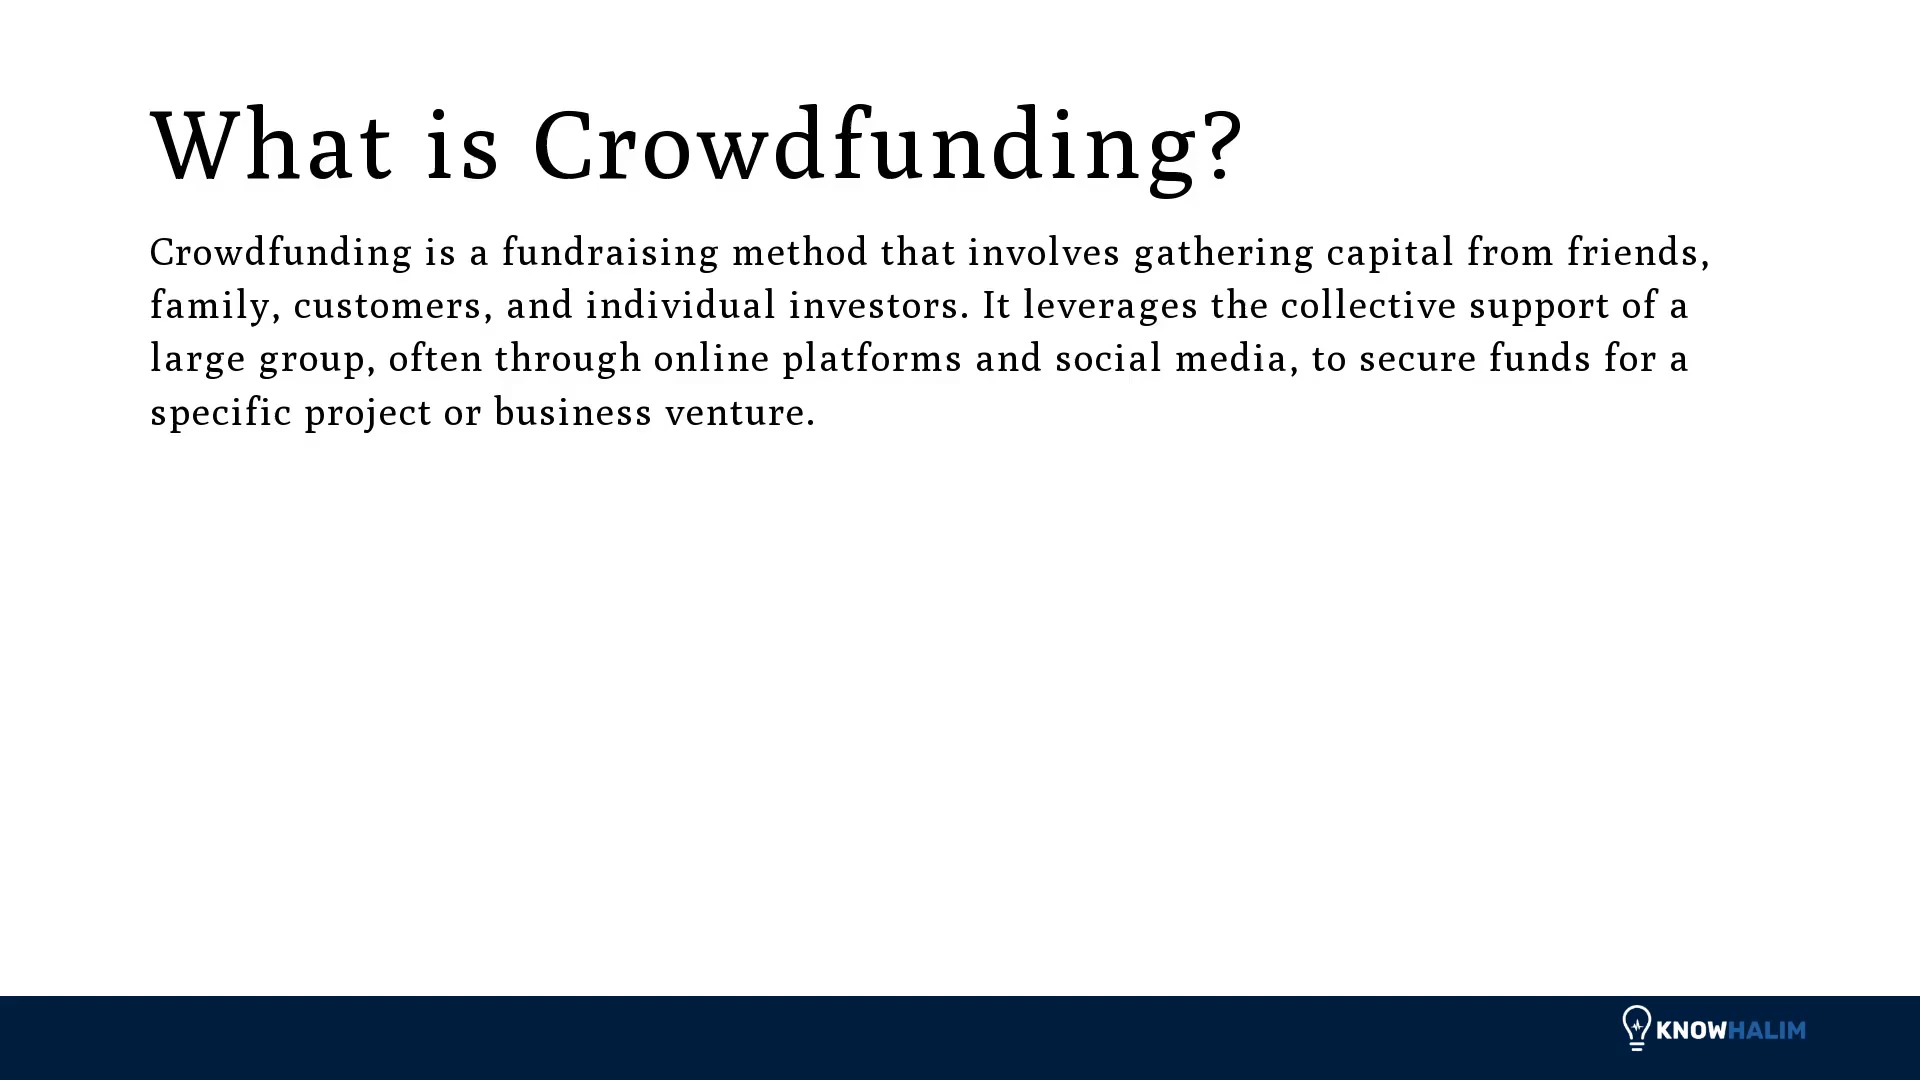 What is Crowdfunding?
Crowdfunding is a fundraising method that involves gathering capital from friends,
family, customers, and individual investors. It leverages the collective support of a
large group, often through online platforms and social media, to secure funds for a
specific project or business venture.
KNOWHALIM